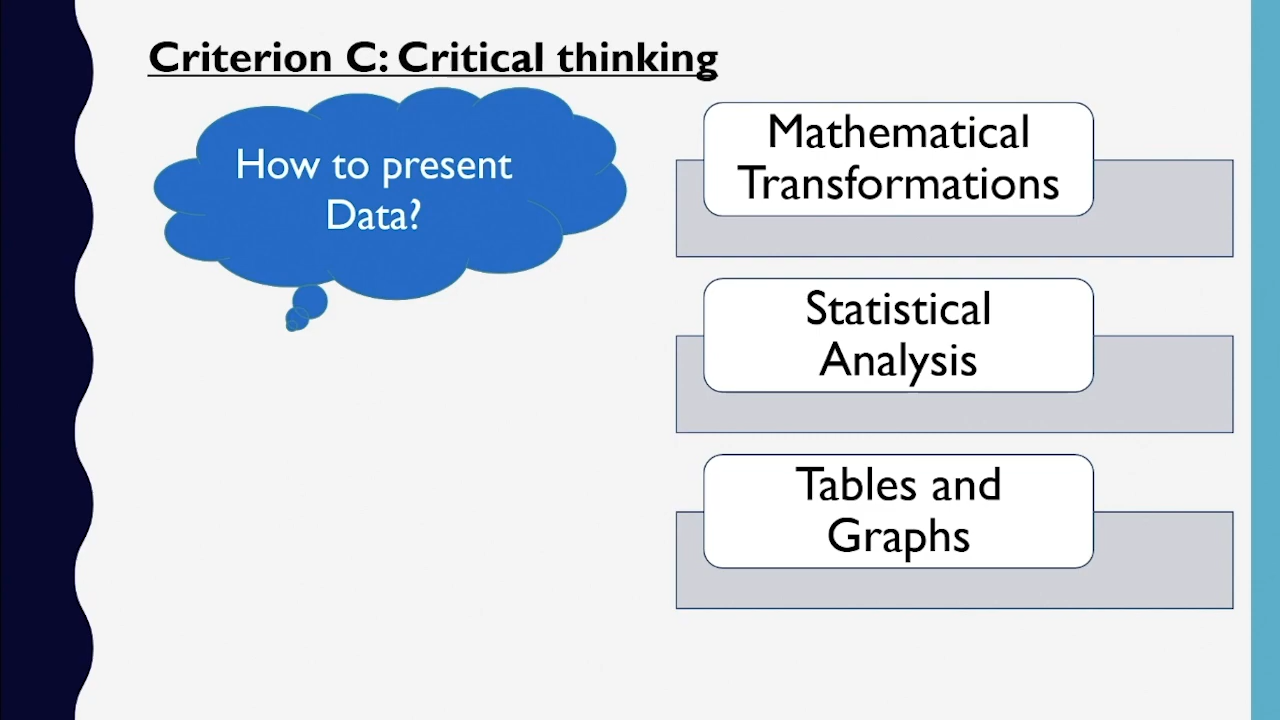 Criterion C: Critical thinking
How to present
Data?
Mathematical
Transformations
Statistical
Analysis
Tables and
Graphs